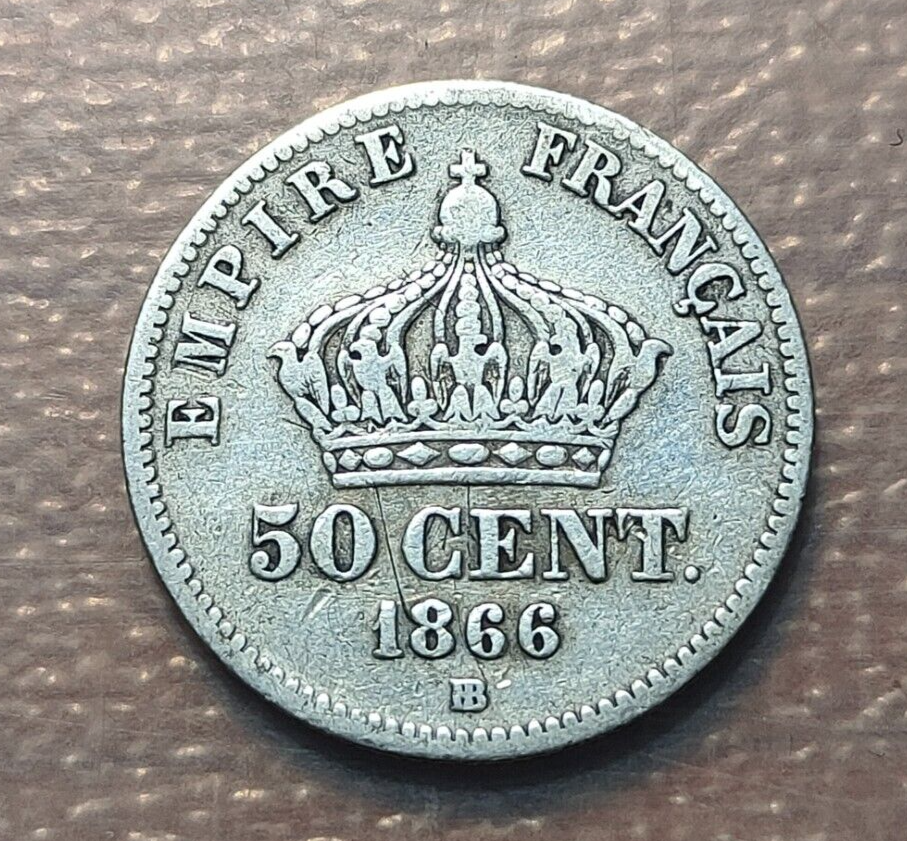 EMPIRE FRANÇAIS
50 CENT.
1866
BB